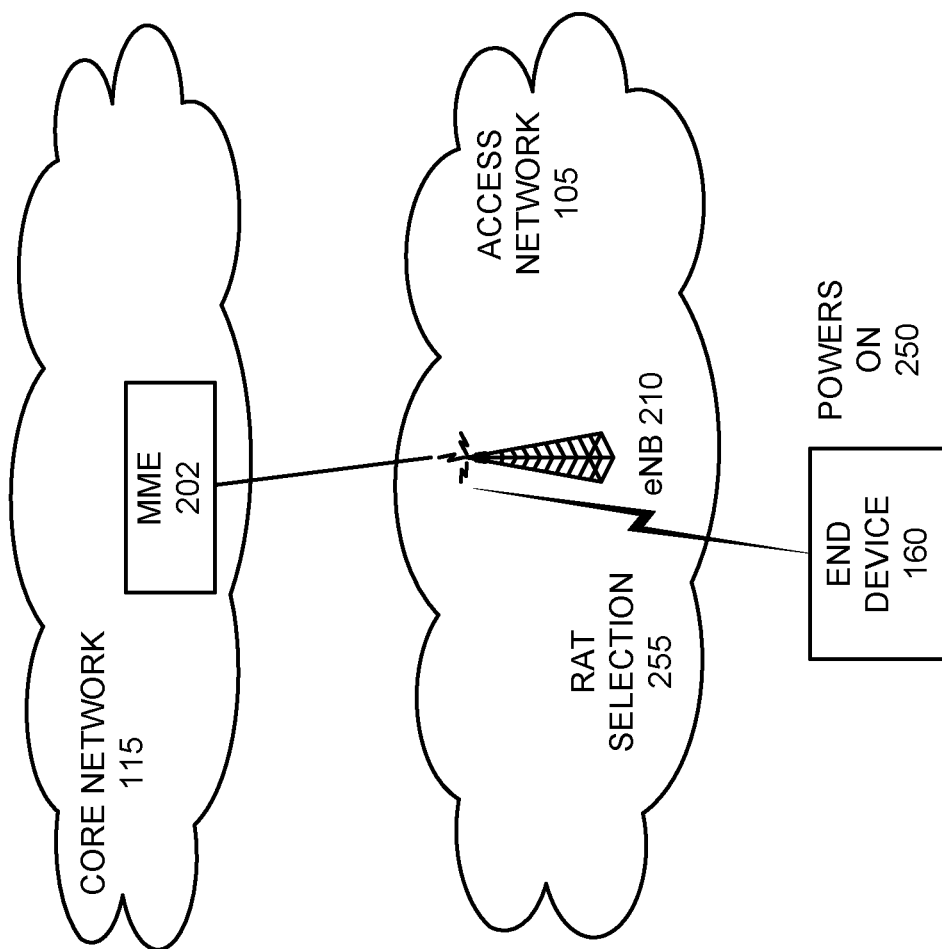 CORE NETWORK
115
MME
202
ACCESS
NETWORK
105
eNB 210
RAT
SELECTION
255
END
DEVICE
160
POWERS
ON
250